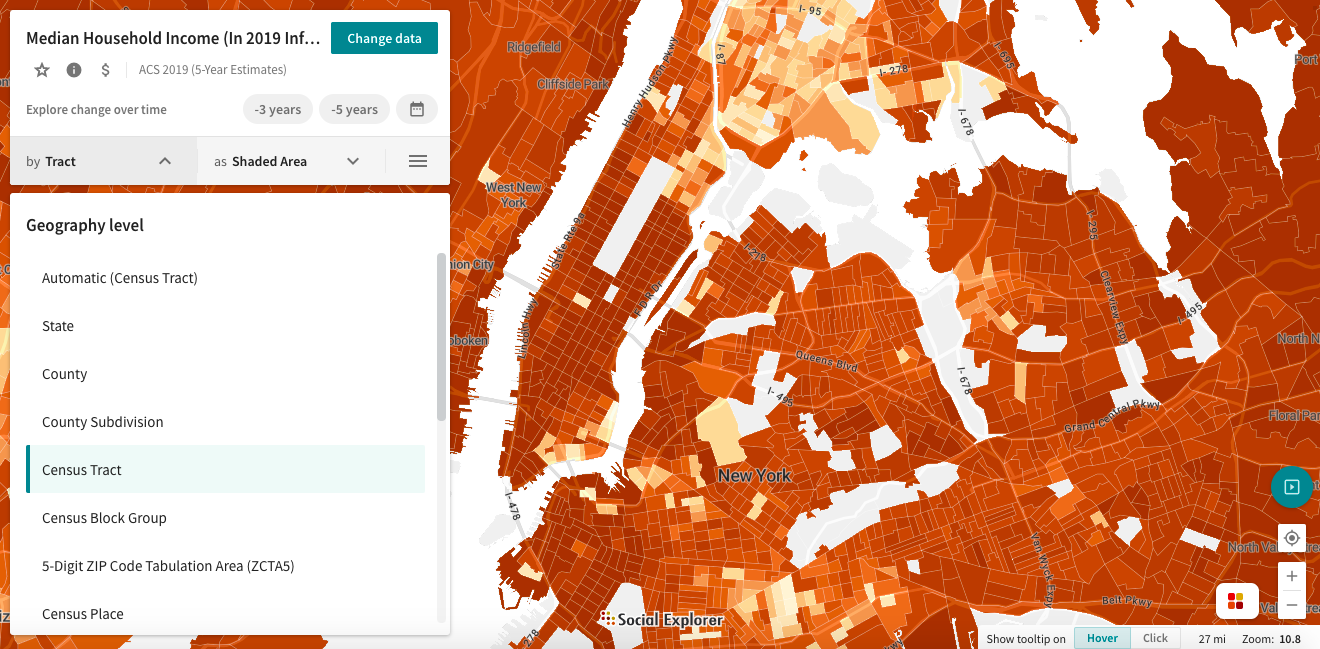 Median Household Income (In 2019 Inf...
Change data
ACS 2019 (5-Year Estimates)
Explore change over time
-3 years
-5 years
by Tract
as Shaded Area
Geography level
Automatic (Census Tract)
State
County
County Subdivision
Census Tract
Census Block Group
5-Digit ZIP Code Tabulation Area (ZCTA5)
Census Place
I- 95
I- 87
Ridgefield
I- 695
Port
I- 278
Cliffside Park
Henry Hudson Pkwy
I- 678
West New
York
State Rte 9a
I- 295
I-278
nion City
F D R Dr
Clearview Expy
I-495
Lincoln Hwy
oboken
North N
Queens Blvd
I- 678
I- 495
Grand Central Pkwy
Floral Par
New York
I- 478
Van Wyck Expy
North Val
Belt Pkwy
Val
278
Social Explorer
Show tooltip on
Hover
Click
27 mi
Zoom: 10.8